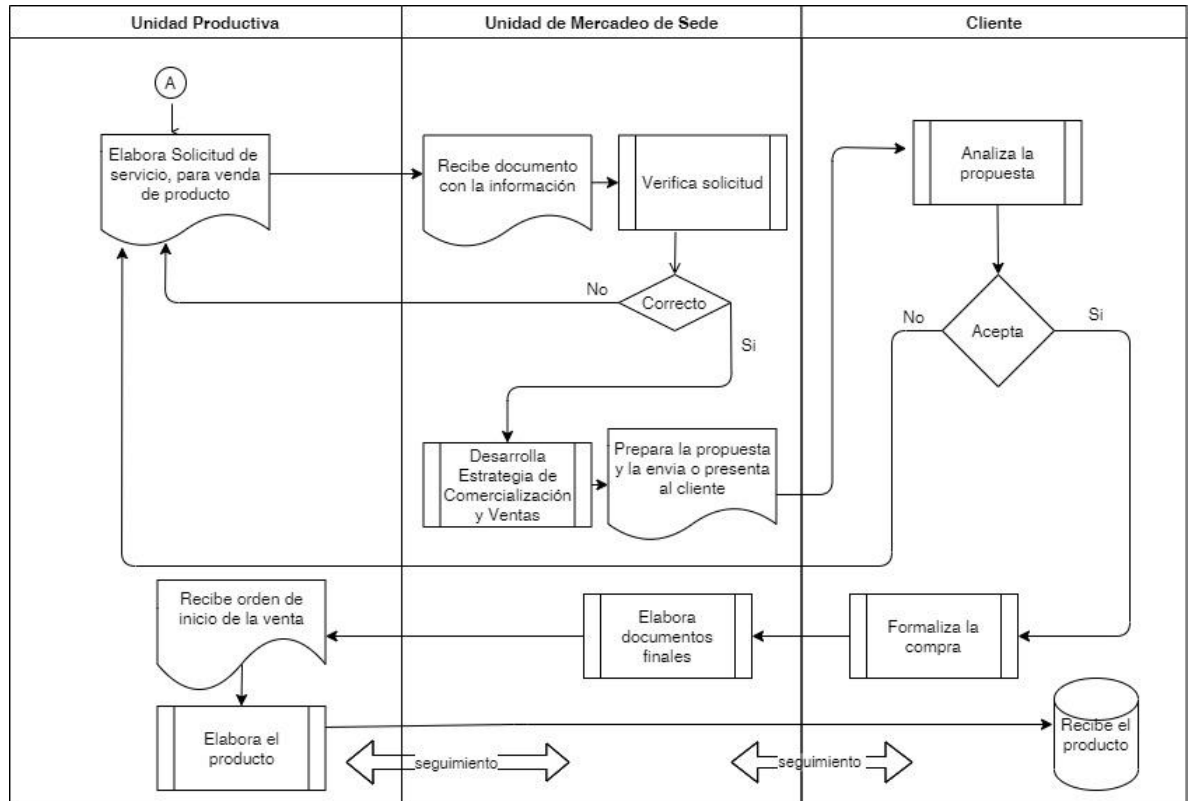 Unidad Productiva
Unidad de Mercadeo de Sede
Cliente
A
Elabora Solicitud de
servicio, para venda
de producto
Recibe documento
con la información
Verifica solicitud
Analiza la
propuesta
No
Correcto
Si
No
Acepta
Si
Desarrolla
Estrategia de
Comercialización
y Ventas
Prepara la propuesta
y la envia o presenta
al cliente
Recibe orden de
inicio de la venta
Elabora
documentos
finales
Formaliza la
compra
Elabora el
producto
seguimiento
seguimiento
Recibe el
producto